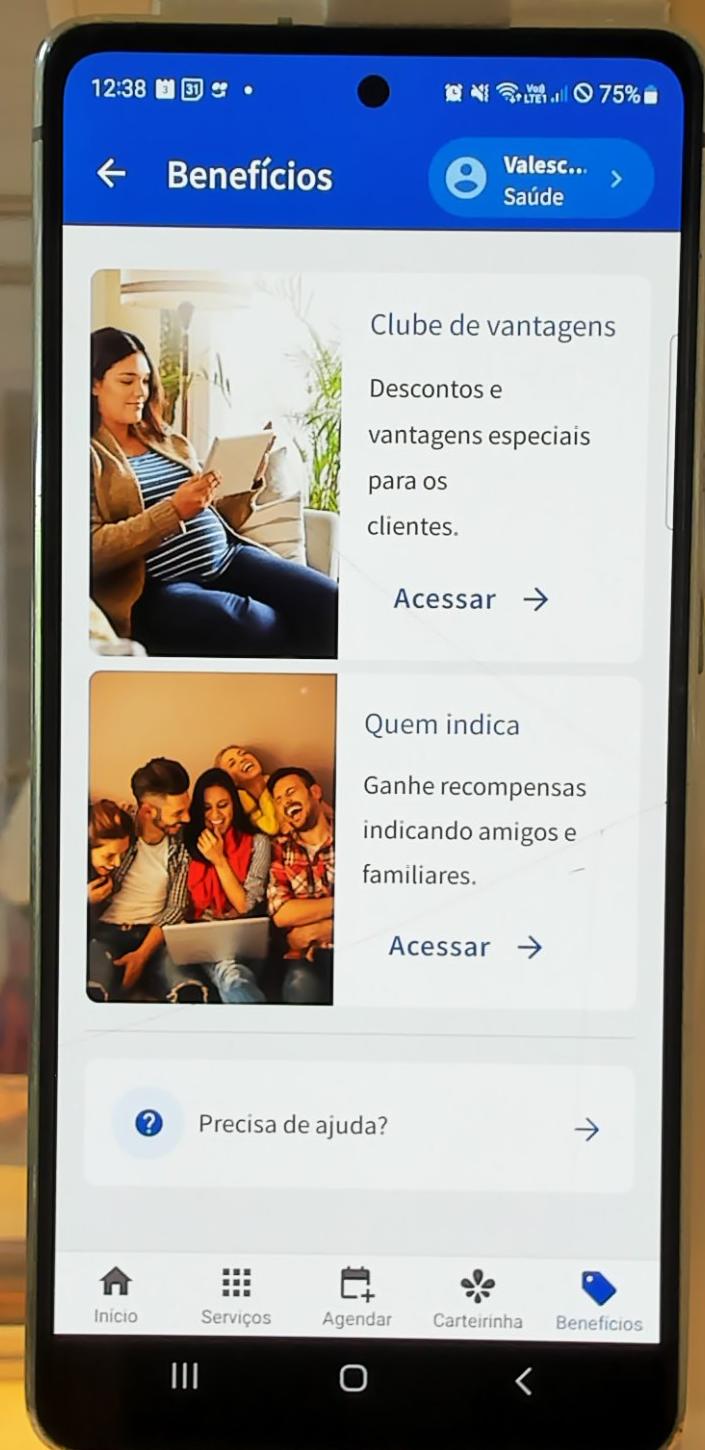 12:38 3 31 75%
Benefícios
Valesc...
Saúde
Clube de vantagens
Descontos e
vantagens especiais
para os
clientes.
Acessar
Quem indica
Ganhe recompensas
indicando amigos e
familiares.
Acessar
Precisa de ajuda?
Início Serviços Agendar Carteirinha Benefícios